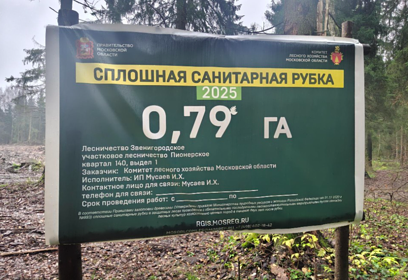 ПРАВИТЕЛЬСТВО
МОСКОВСКОЙ
ОБЛАСТИ
КОМИТЕТ
ЛЕСНОГО ХОЗЯЙСТВА
МОСКОВСКОЙ ОБЛАСТИ
СПЛОШНАЯ САНИТАРНАЯ РУБКА
2025
0,79 ГА
Лесничество Звенигородское
участковое лесничество Пионерское
квартал 140, выдел 1
Заказчик: Комитет лесного хозяйства Московской области
Исполнитель: ИП Мусаев И.Х.
Контактное лицо для связи: Мусаев И.Х.
телефон для связи:
Срок проведения работ: с по
RGIS.MOSREG.RU